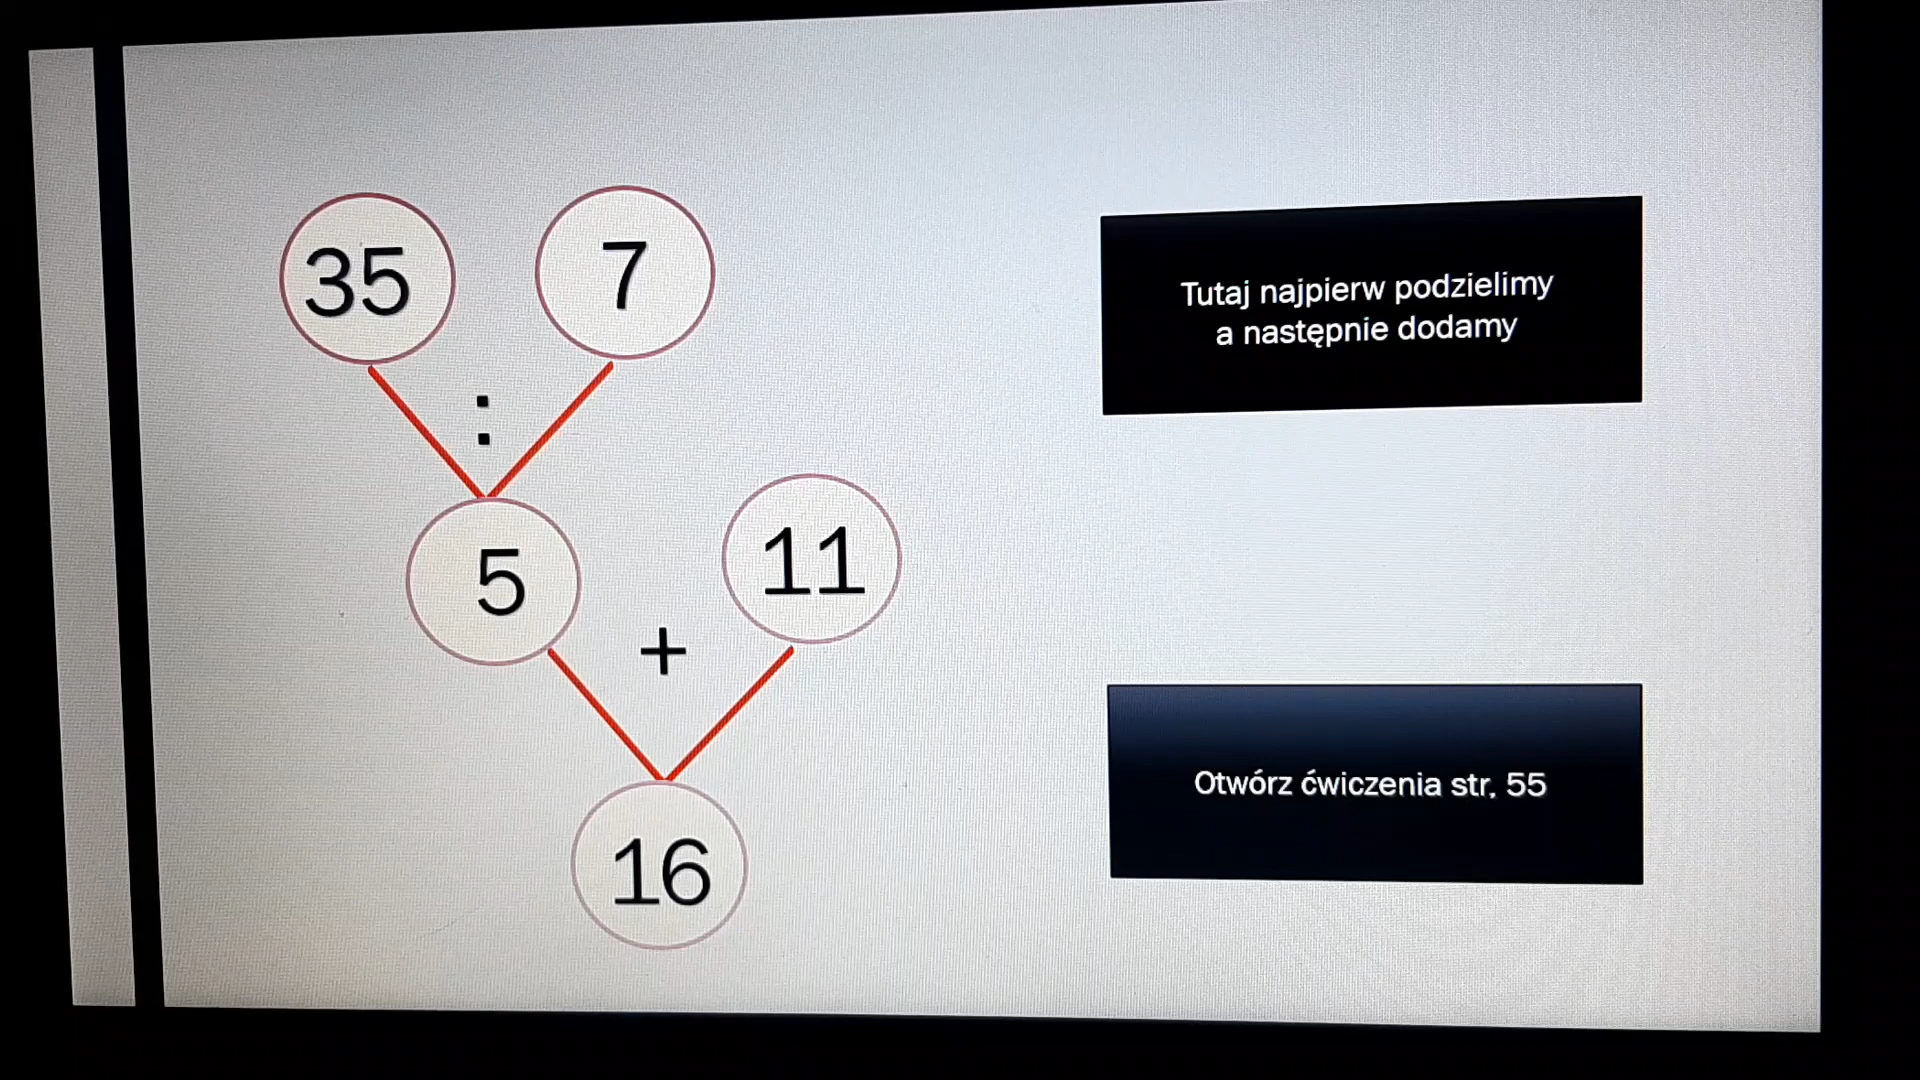 35
7
:
5
11
+
16
Tutaj najpierw podzielimy
a następnie dodamy
Otwórz ćwiczenia str. 55